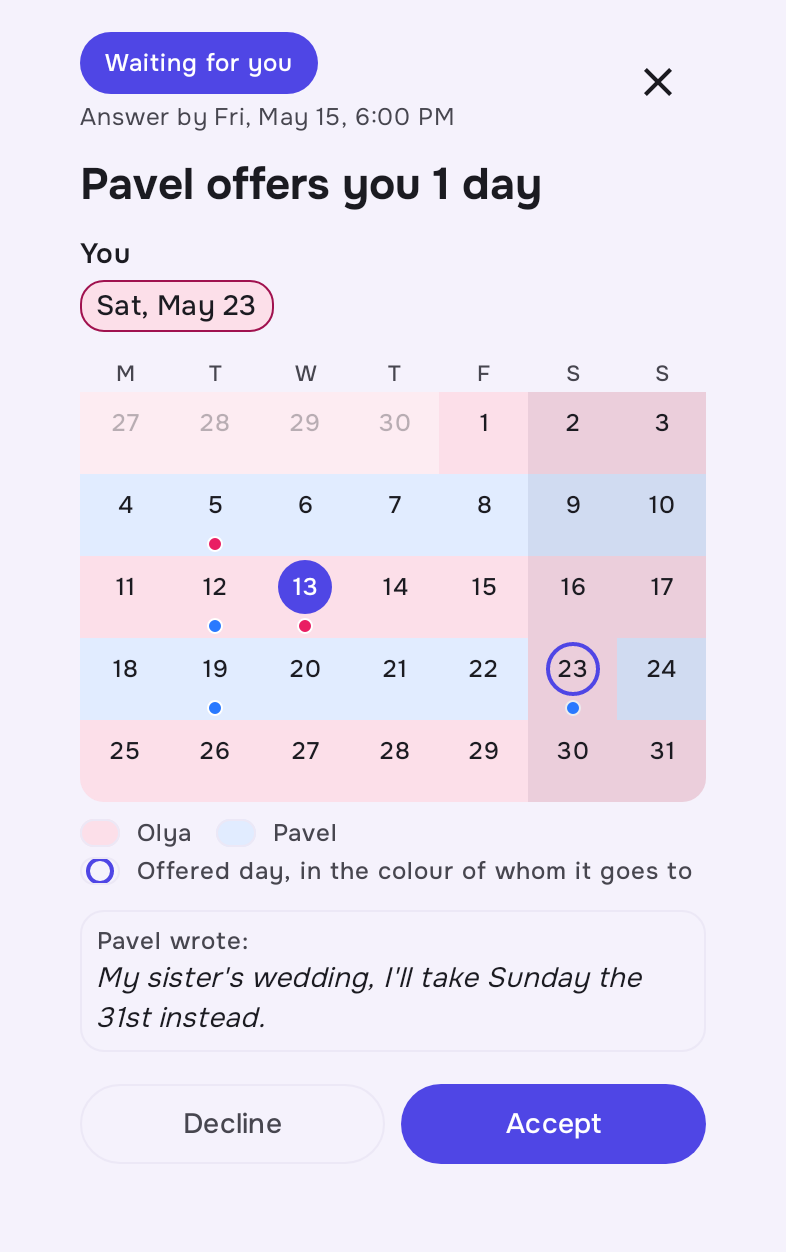 Waiting for you
Answer by Fri, May 15, 6:00 PM
Pavel offers you 1 day
You
Sat, May 23
M T W T F S S
27 28 29 30 1 2 3
4 5 6 7 8 9 10
11 12 13 14 15 16 17
18 19 20 21 22 23 24
25 26 27 28 29 30 31
Olya Pavel
Offered day, in the colour of whom it goes to
Pavel wrote:
My sister's wedding, I'll take Sunday the
31st instead.
Decline Accept